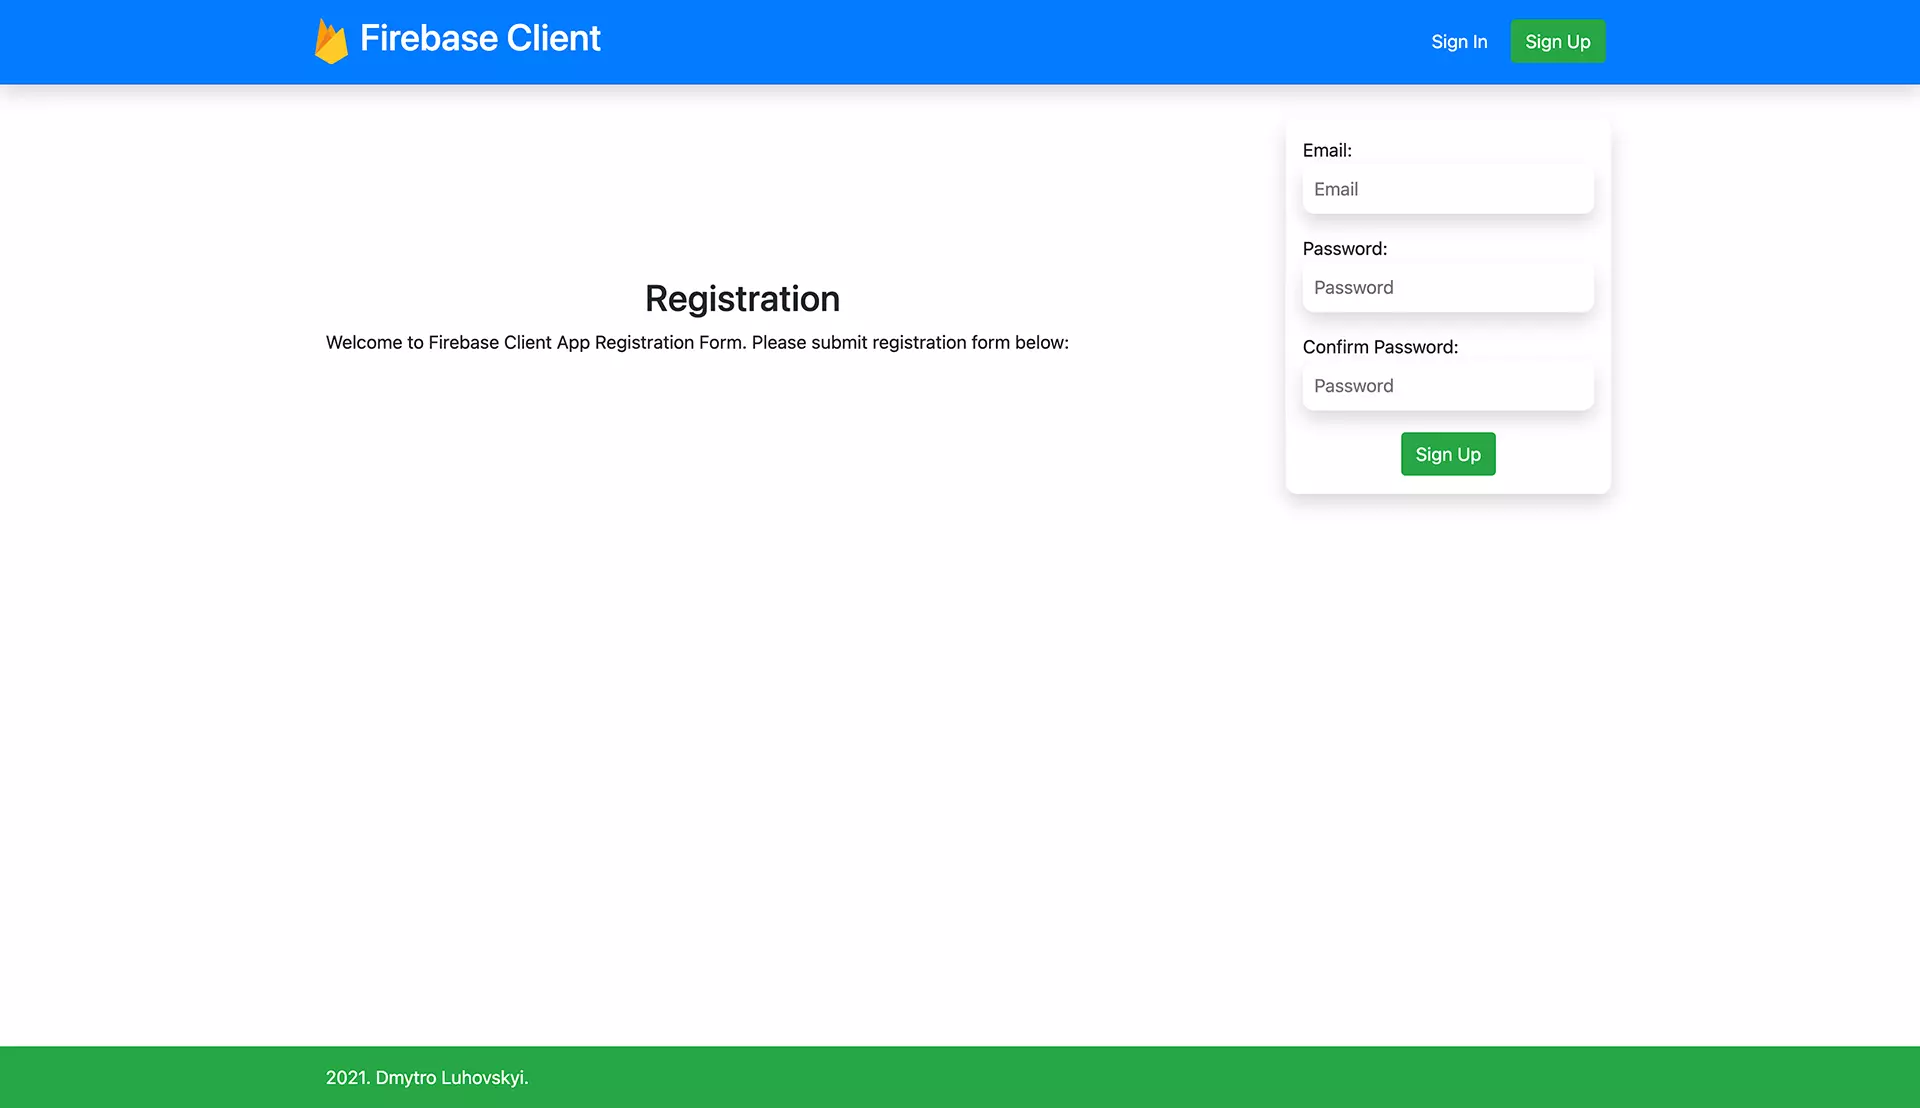 Firebase Client
Sign In
Sign Up
Registration
Welcome to Firebase Client App Registration Form. Please submit registration form below:
Email:
Email
Password:
Password
Confirm Password:
Password
Sign Up
2021. Dmytro Luhovskyi.